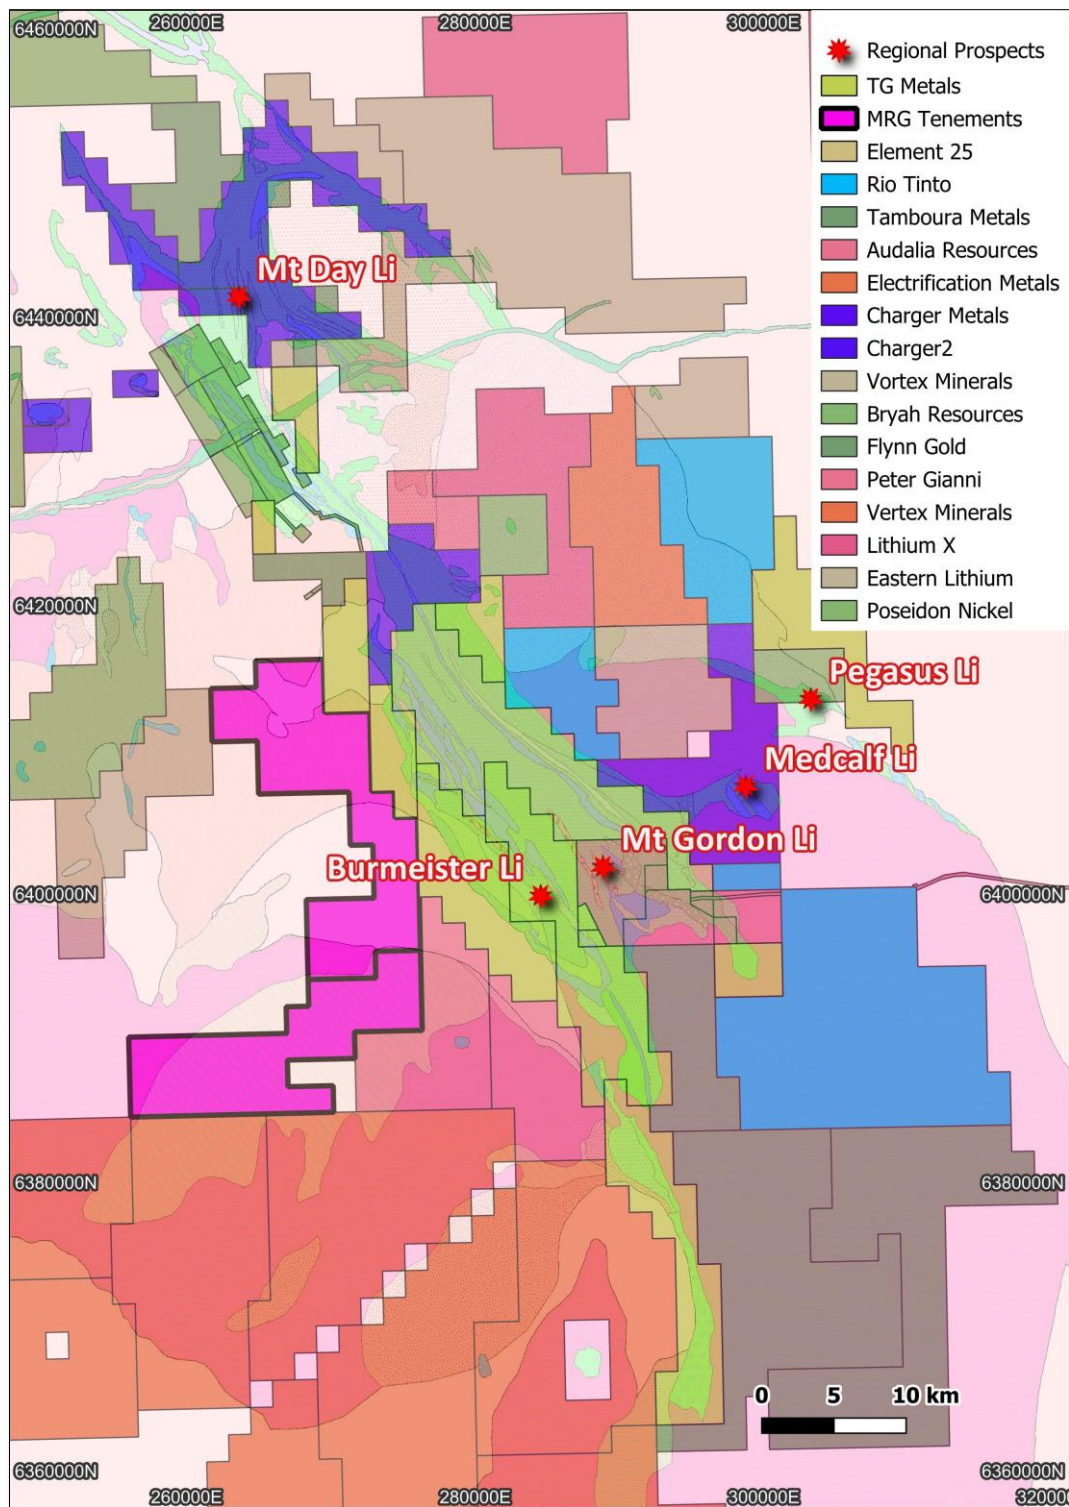 6460000N
260000E
280000E
300000E
Regional Prospects
TG Metals
MRG Tenements
Element 25
Rio Tinto
Tamboura Metals
Audalia Resources
Electrification Metals
Charger Metals
Charger2
Vortex Minerals
Bryah Resources
Flynn Gold
Peter Gianni
Vertex Minerals
Lithium X
Eastern Lithium
Poseidon Nickel
Mt Day Li
6440000N
6420000N
Pegasus Li
Medcalf Li
Mt Gordon Li
Burmeister Li
6400000N
6400000N
6380000N
6380000N
0 5 10 km
6360000N
6360000N
260000E
280000E
300000E
320000